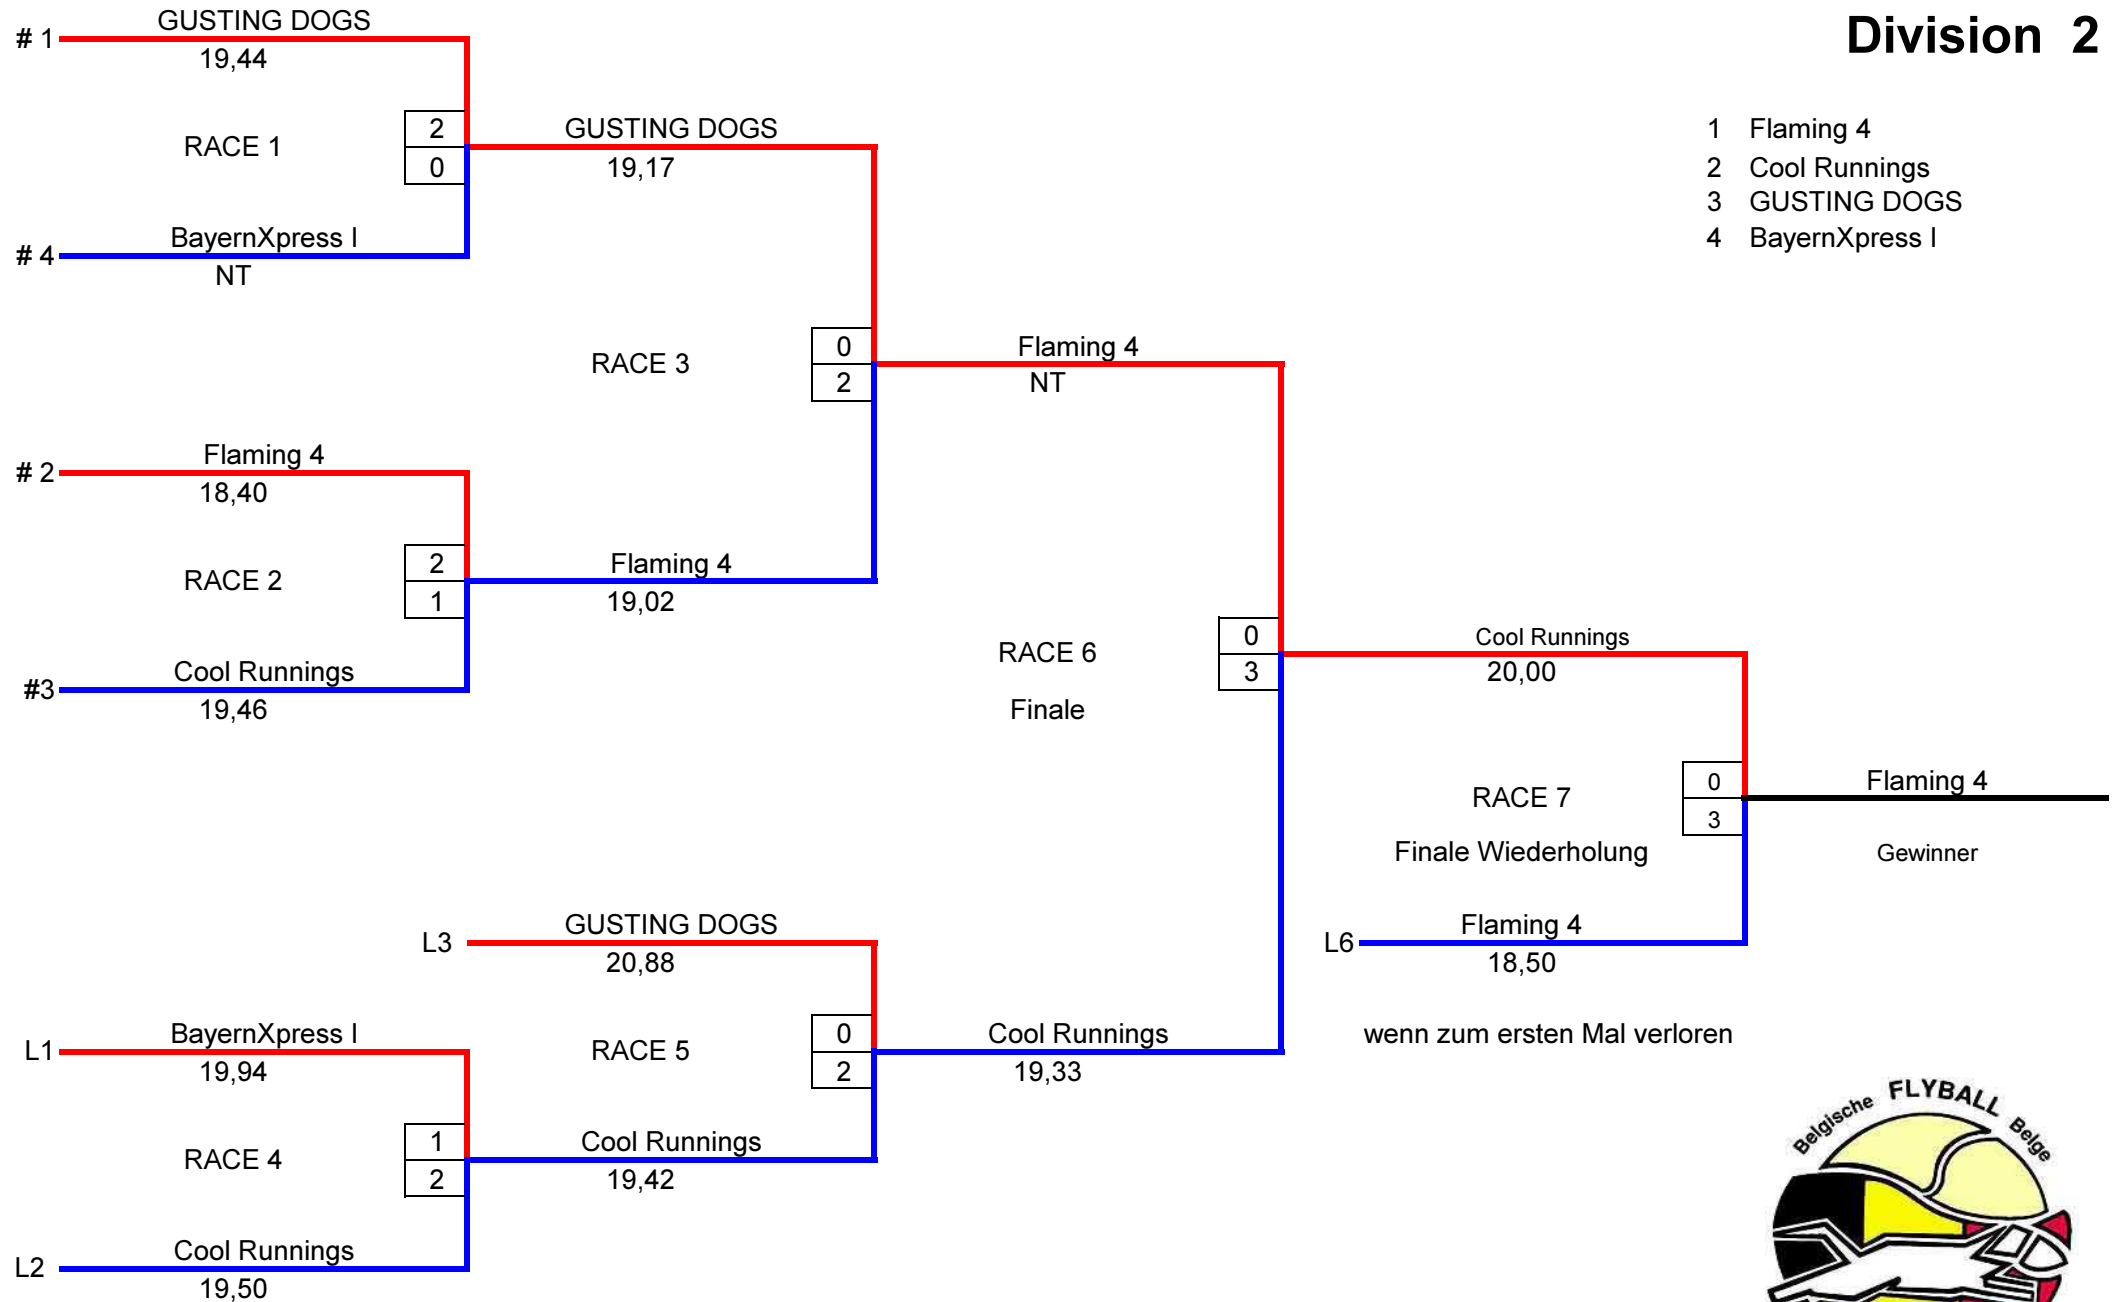 Division 2
GUSTING DOGS
# 1
19,44
RACE 1
2
0
BayernXpress I
# 4
NT
GUSTING DOGS
19,17
1 Flaming 4
2 Cool Runnings
3 GUSTING DOGS
4 BayernXpress I
RACE 3
0
2
Flaming 4
NT
Flaming 4
# 2
18,40
RACE 2
2
1
Flaming 4
19,02
Cool Runnings
#3
19,46
RACE 6
0
3
Finale
Cool Runnings
20,00
RACE 7
0
3
Finale Wiederholung
Flaming 4
Gewinner
GUSTING DOGS
L3
20,88
Flaming 4
L6
18,50
wenn zum ersten Mal verloren
BayernXpress I
L1
19,94
RACE 5
0
2
Cool Runnings
19,33
RACE 4
1
2
Cool Runnings
19,42
Cool Runnings
L2
19,50
Belgische FLYBALL Belge